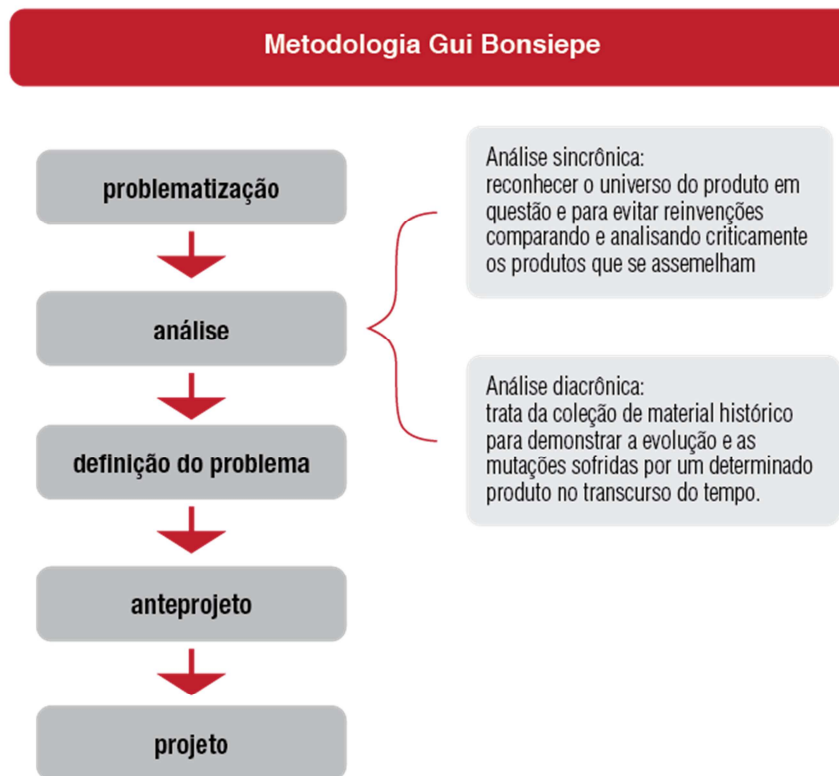 Metodologia Gui Bonsiepe
problematização
análise
definição do problema
anteprojeto
projeto
Análise sincrônica:
reconhecer o universo do produto em
questão e para evitar reinvenções
comparando e analisando criticamente
os produtos que se assemelham
Análise diacrônica:
trata da coleção de material histórico
para demonstrar a evolução e as
mutações sofridas por um determinado
produto no transcurso do tempo.